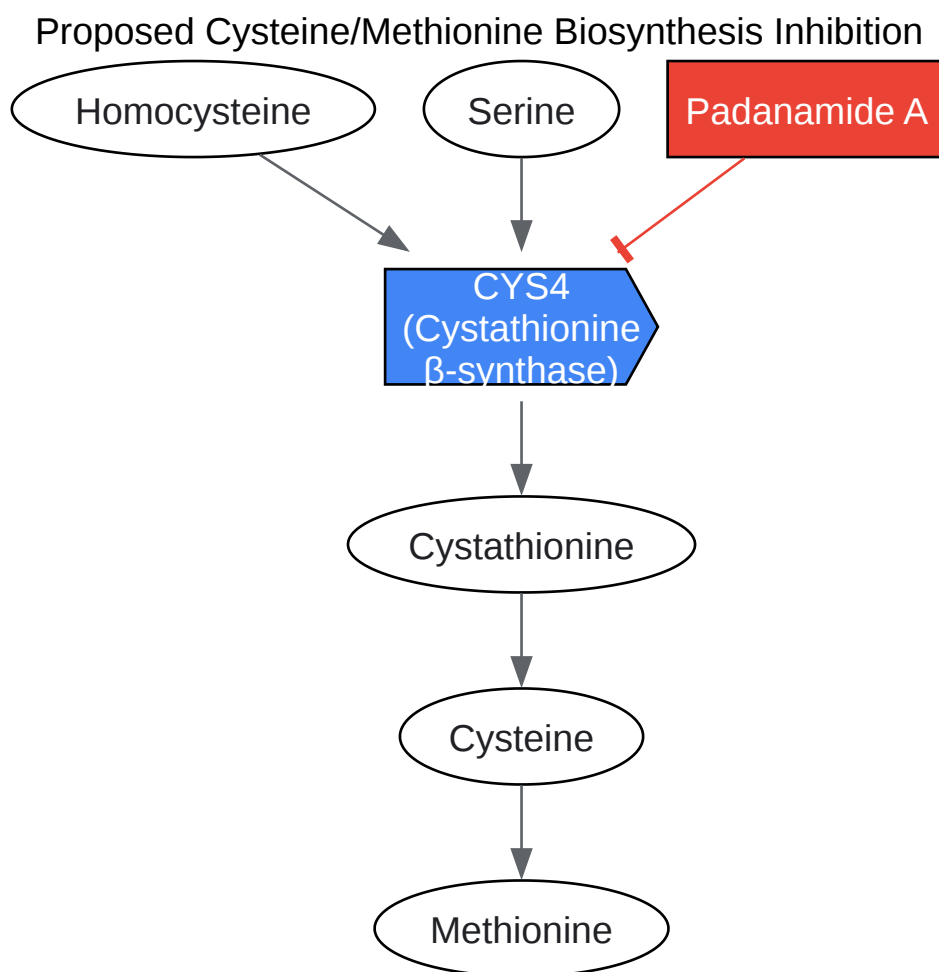 Proposed Cysteine/Methionine Biosynthesis Inhibition
Homocysteine
Serine
Padanamide A
CYS4
(Cystathionine
β-synthase)
Cystathionine
Cysteine
Methionine